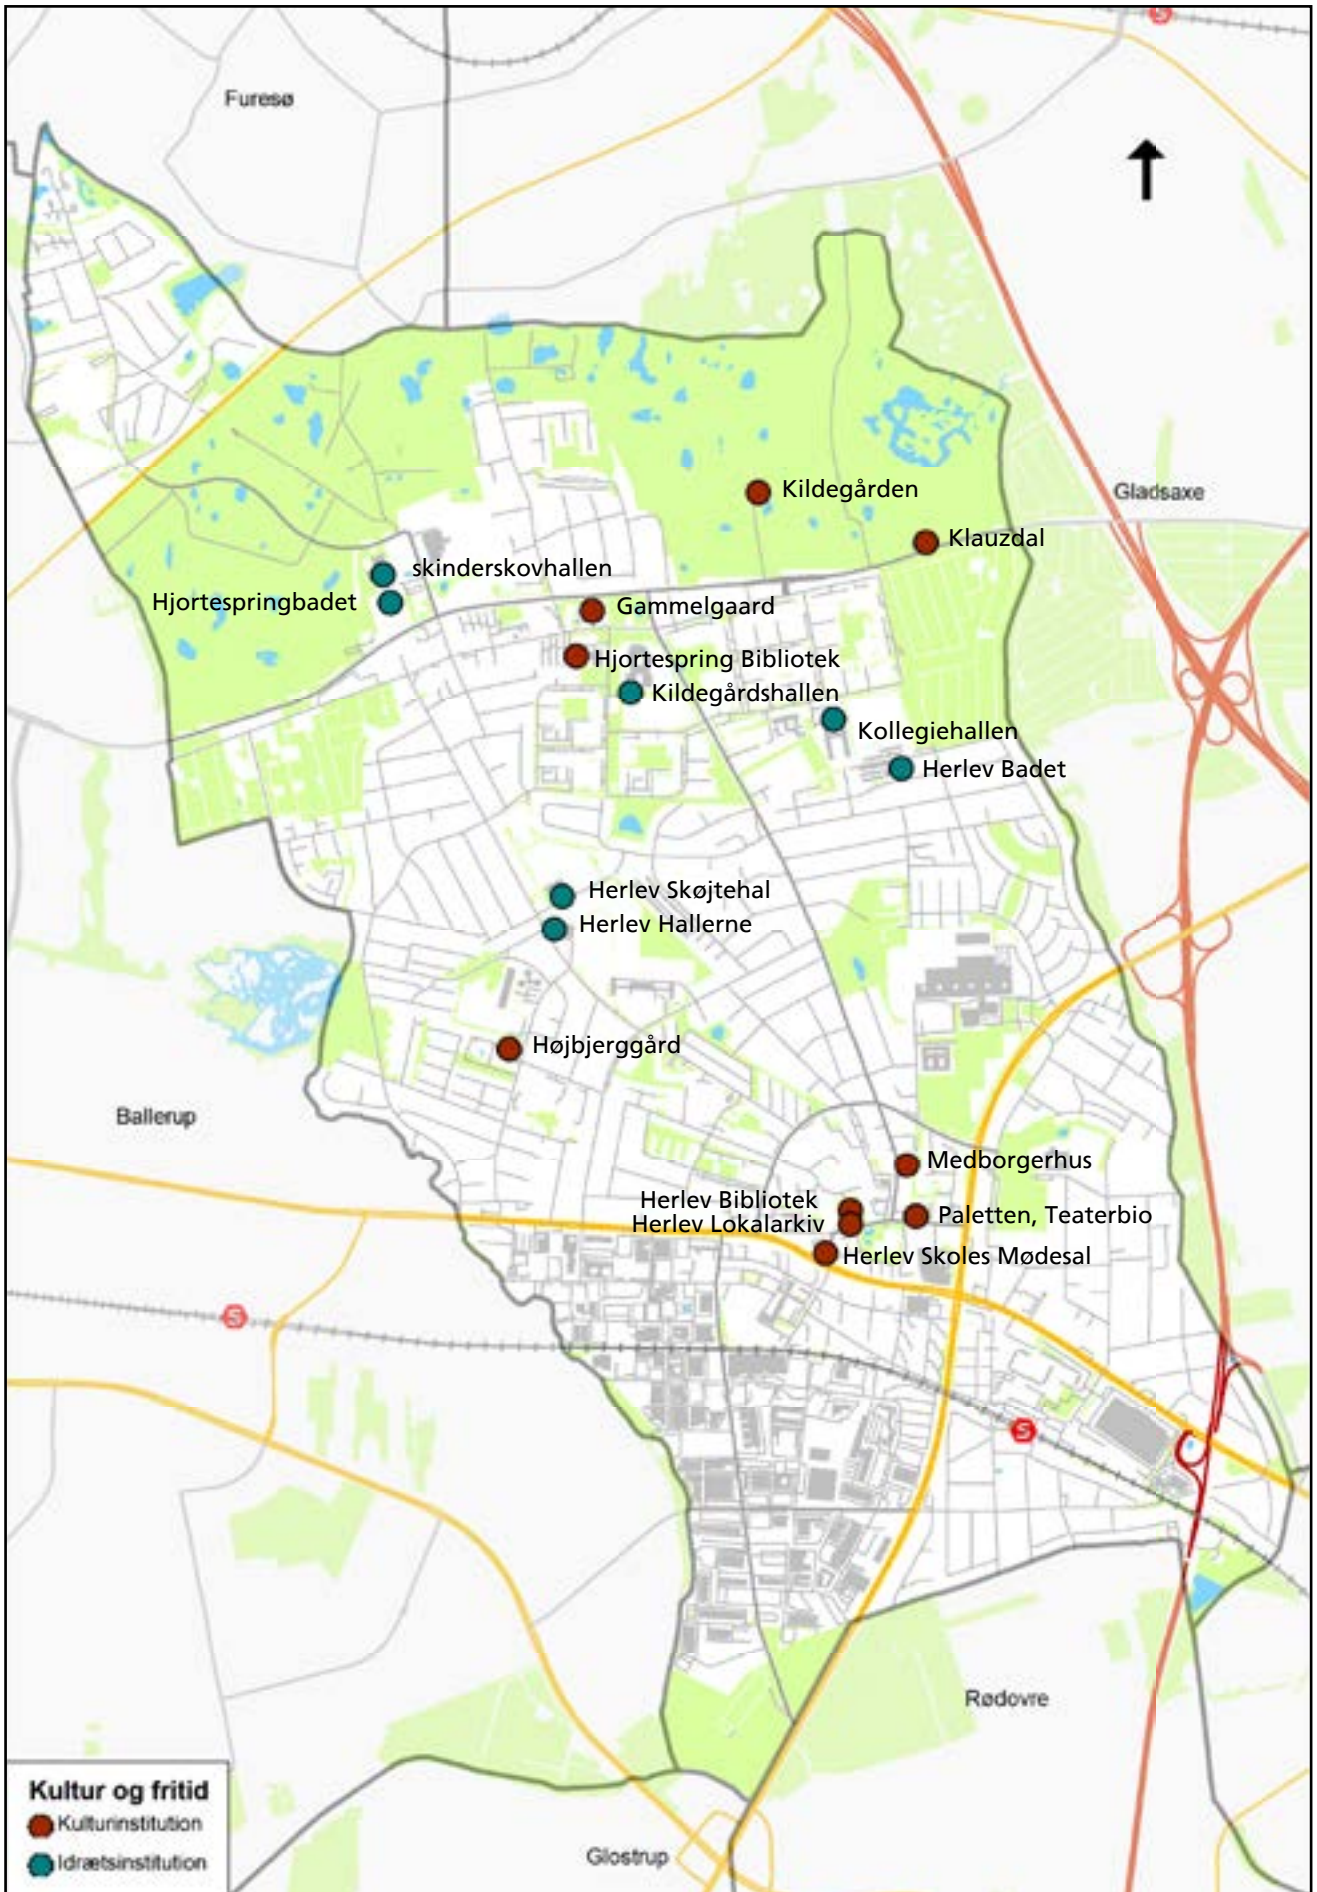 S
Furesø
Kildegården
Gladsaxe
Klauzdal
skinderskovhallen
Hjortespringbadet
Gammelgaard
Hjortespring Bibliotek
Kildegårdshallen
Kollegiehallen
Herlev Badet
Herlev Skøjtehal
Herlev Hallerne
Højbjerggård
Ballerup
Medborgerhus
Herlev Bibliotek
Herlev Lokalarkiv
Paletten, Teaterbio
Herlev Skoles Mødesal
S
S
Rødovre
Kultur og fritid
Kulturinstitution
Idrætsinstitution
Glostrup